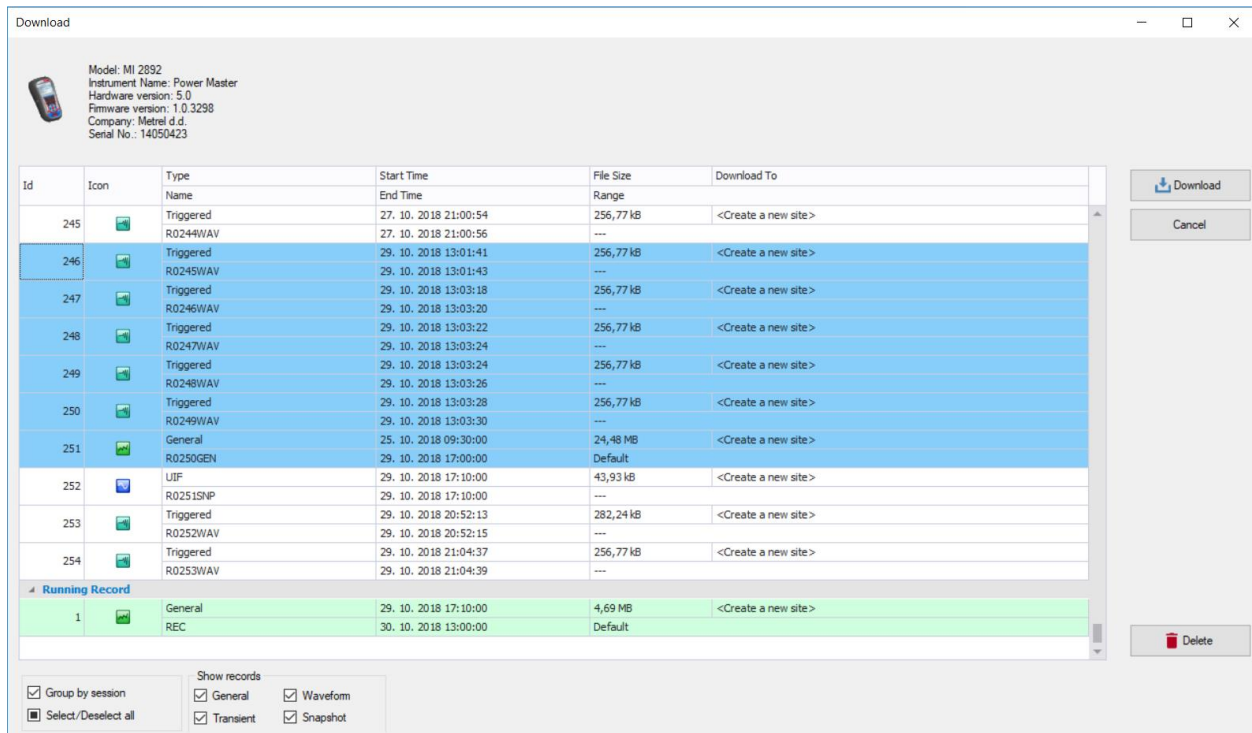 Download
Model: MI 2892
Instrument Name: Power Master
Hardware version: 5.0
Firmware version: 1.0.3298
Company: Metrel d.d.
Serial No.: 14050423
Id Icon Type Start Time File Size Download To
Name End Time Range
245 Triggered 27. 10. 2018 21:00:54 256,77 kB <Create a new site>
R0244WAV 27. 10. 2018 21:00:56 ---
246 Triggered 29. 10. 2018 13:01:41 256,77 kB <Create a new site>
R0245WAV 29. 10. 2018 13:01:43 ---
247 Triggered 29. 10. 2018 13:03:18 256,77 kB <Create a new site>
R0246WAV 29. 10. 2018 13:03:20 ---
248 Triggered 29. 10. 2018 13:03:22 256,77 kB <Create a new site>
R0247WAV 29. 10. 2018 13:03:24 ---
249 Triggered 29. 10. 2018 13:03:24 256,77 kB <Create a new site>
R0248WAV 29. 10. 2018 13:03:26 ---
250 Triggered 29. 10. 2018 13:03:28 256,77 kB <Create a new site>
R0249WAV 29. 10. 2018 13:03:30 ---
251 General 25. 10. 2018 09:30:00 24,48 MB <Create a new site>
R0250GEN 29. 10. 2018 17:00:00 Default
252 UIF 29. 10. 2018 17:10:00 43,93 kB <Create a new site>
R0251SNP 29. 10. 2018 17:10:00 ---
253 Triggered 29. 10. 2018 20:52:13 282,24 kB <Create a new site>
R0252WAV 29. 10. 2018 20:52:15 ---
254 Triggered 29. 10. 2018 21:04:37 256,77 kB <Create a new site>
R0253WAV 29. 10. 2018 21:04:39 ---
Running Record
1 General 29. 10. 2018 17:10:00 4,69 MB <Create a new site>
REC 30. 10. 2018 13:00:00 Default
Download
Cancel
Delete
Group by session
Select/Deselect all
Show records
General Waveform
Transient Snapshot